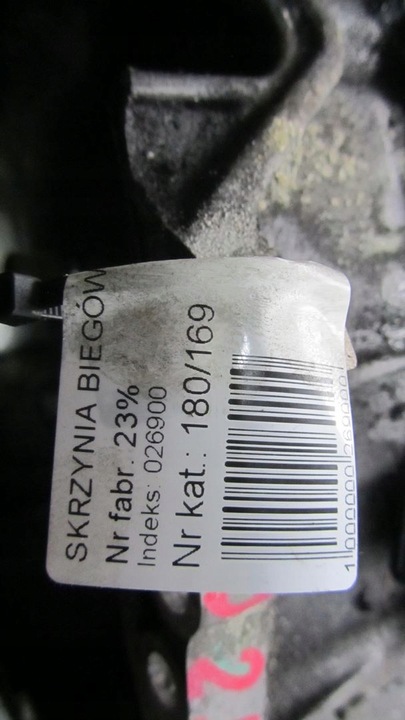 SKRZYNIA BIEGÓW
Nr fabr. 23%
Indeks: 026900
Nr kat.: 180/169